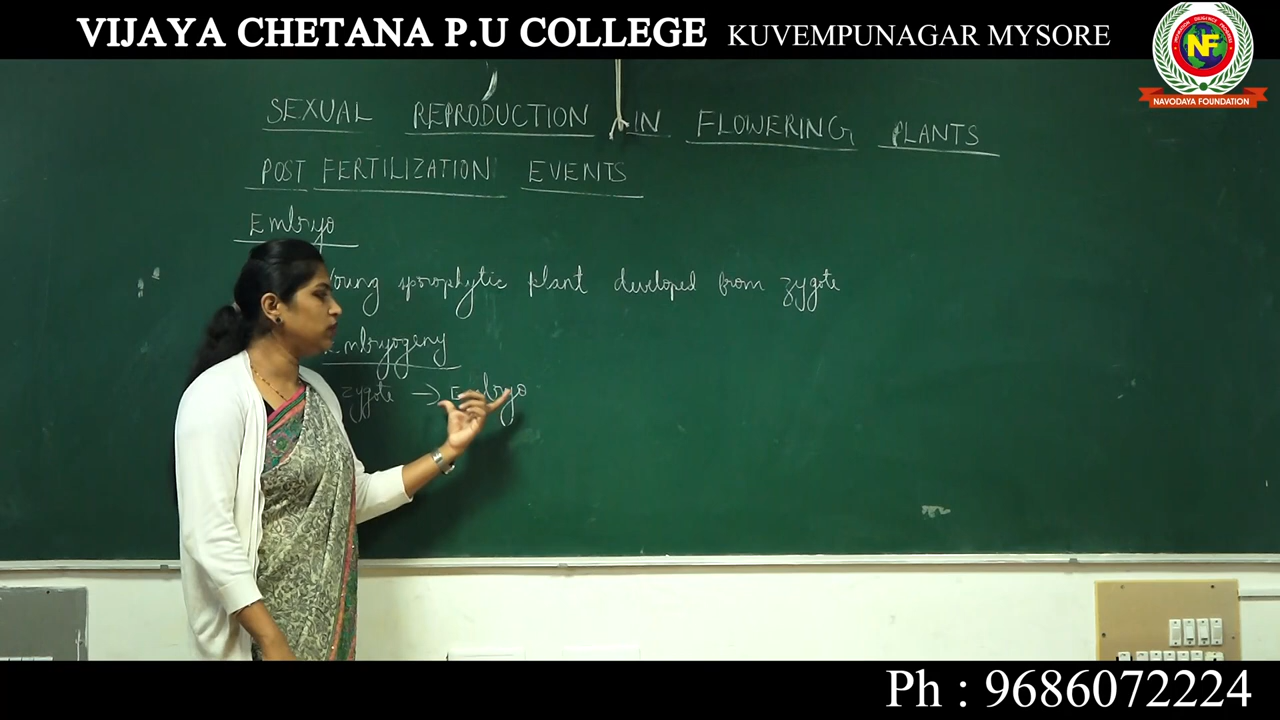 VIJAYA CHETANA P.U COLLEGE KUVEMPUNAGAR MYSORE
NF
NAVODAYA FOUNDATION
SEXUAL REPRODUCTION IN FLOWERING PLANTS
POST FERTILIZATION EVENTS
Embryo
Young sporophytic plant developed from zygote
Embryogeny
zygote → Embryo
Ph : 9686072224